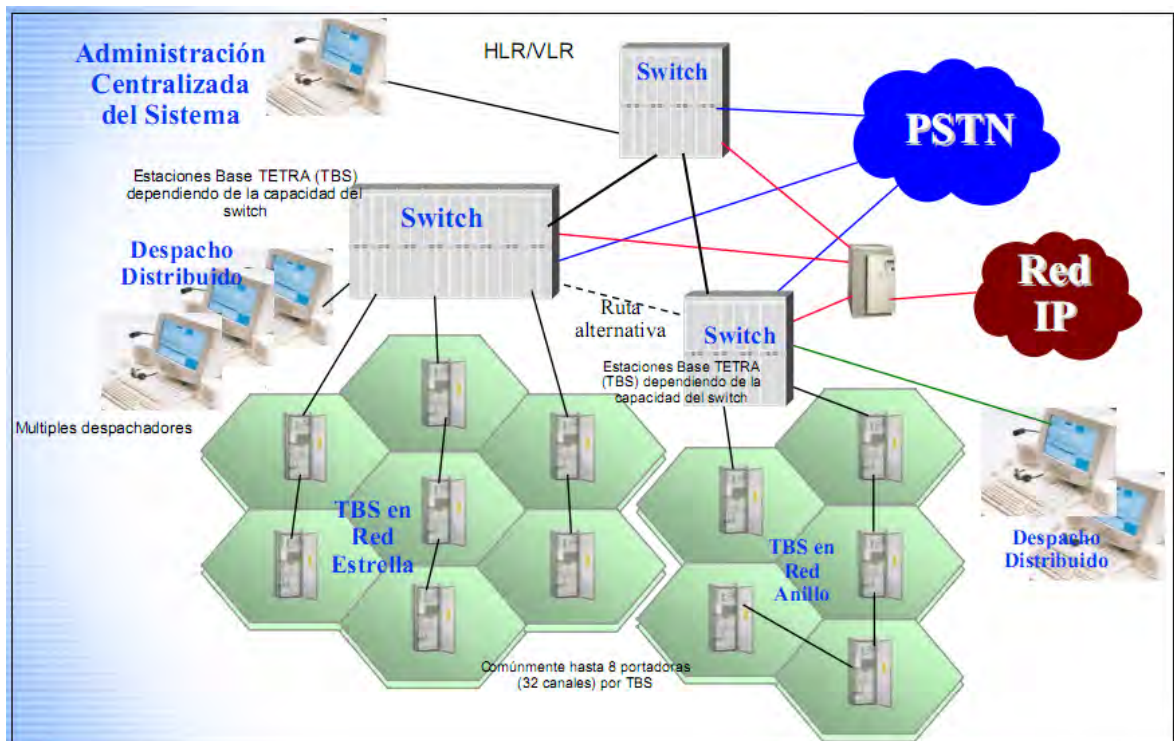 Administración
Centralizada
del Sistema
HLR/VLR
Switch
PSTN
Estaciones Base TETRA (TBS)
dependiendo de la capacidad del
switch
Switch
Despacho
Distribuido
Red
IP
Ruta
alternativa
Switch
Estaciones Base TETRA
(TBS) dependiendo de la
capacidad del switch
Multiples despachadores
TBS en
Red
Estrella
TBS en
Red
Anillo
Despacho
Distribuido
Comúnmente hasta 8 portadoras
(32 canales) por TBS